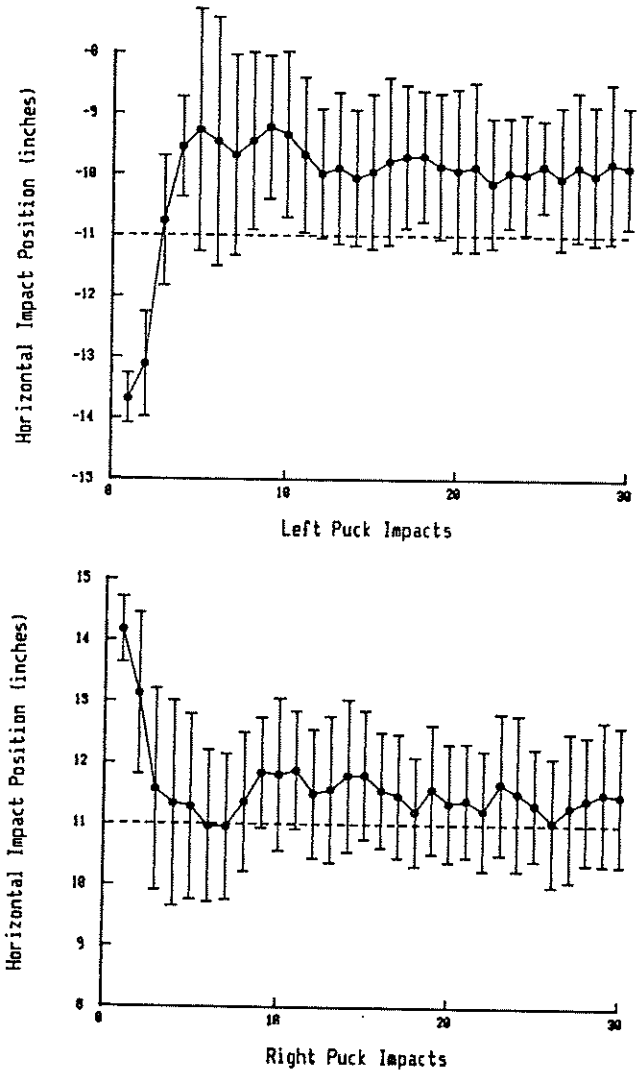 Horizontal Impact Position (inches)
-8
-9
-10
-11
-12
-13
-14
-15
0 10 20 30
Left Puck Impacts
Horizontal Impact Position (inches)
15
14
13
12
11
10
9
8
0 10 20 30
Right Puck Impacts